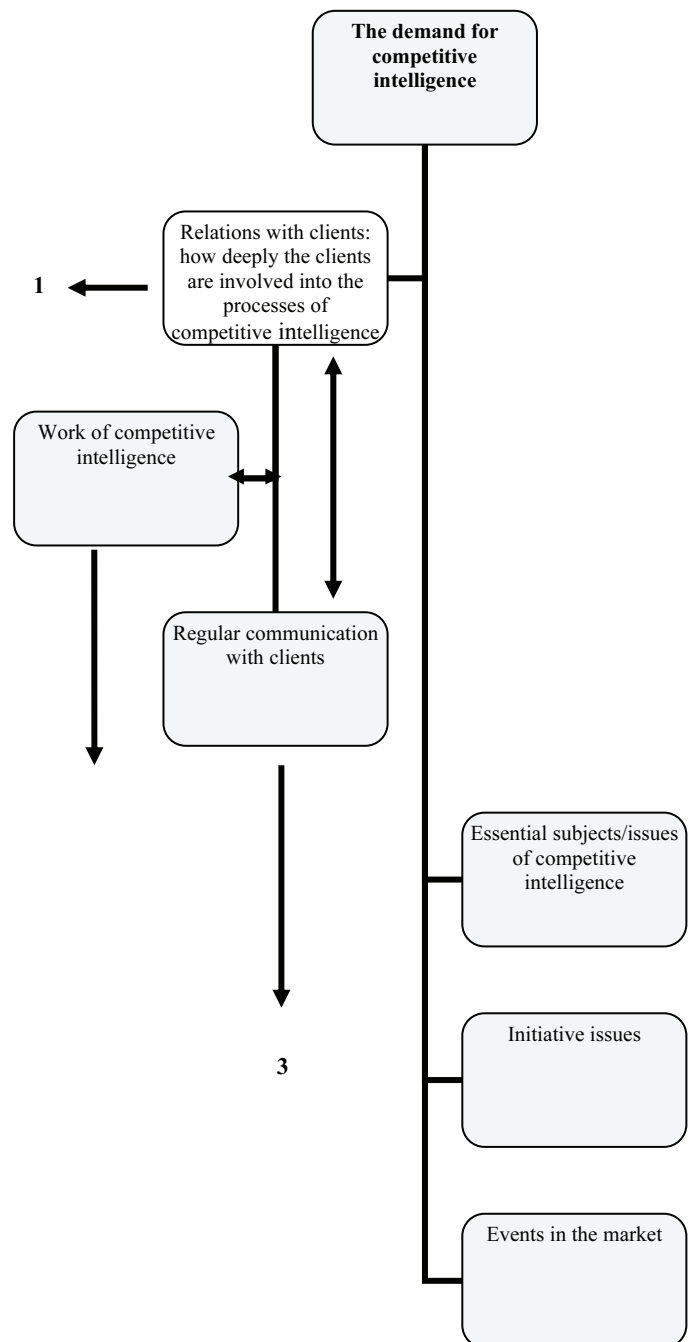 The demand for
competitive
intelligence
Relations with clients:
how deeply the clients
are involved into the
processes of
competitive intelligence
1
Work of competitive
intelligence
Regular communication
with clients
Essential subjects/issues
of competitive
intelligence
Initiative issues
3
Events in the market